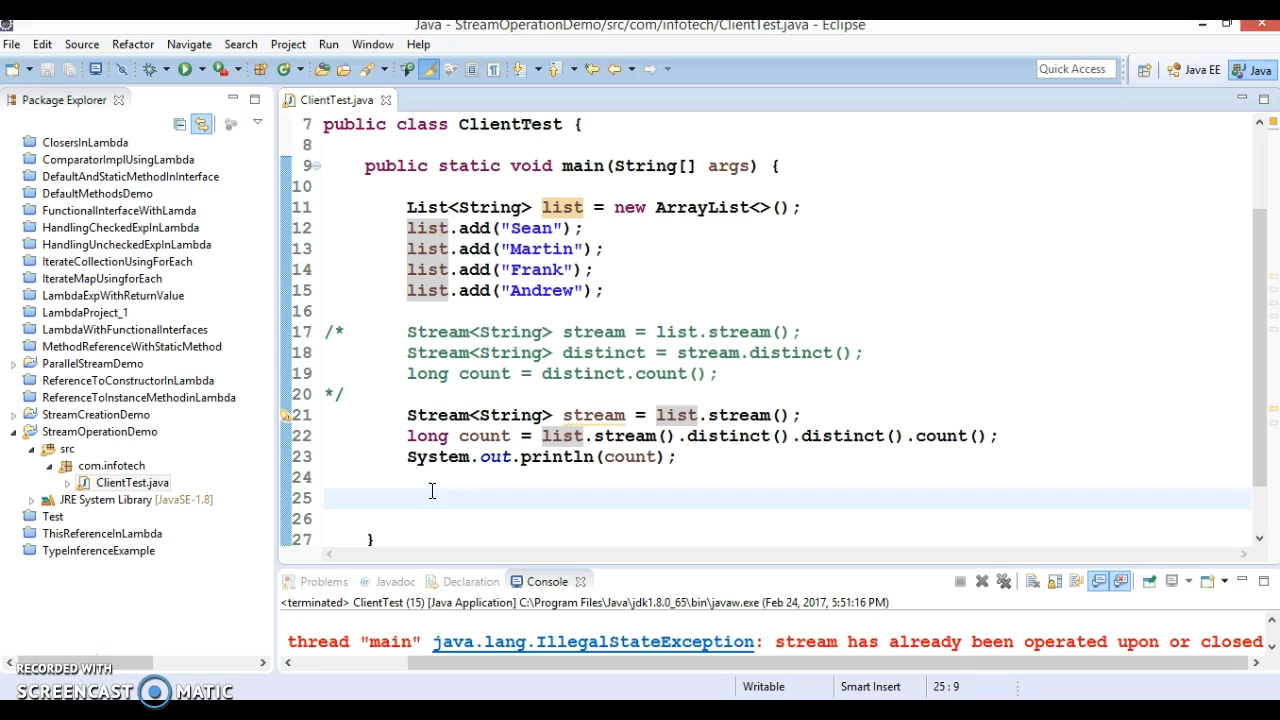 Java - StreamOperationDemo/src/com/infotech/ClientTest.java - Eclipse
File Edit Source Refactor Navigate Search Project Run Window Help
Quick Access Java EE Java
Package Explorer
ClosersInLambda
ComparatorImplUsingLambda
DefaultAndStaticMethodInInterface
DefaultMethodsDemo
FunctionalInterfaceWithLamda
HandlingCheckedExpInLambda
HandlingUncheckedExpInLambda
IterateCollectionUsingForEach
IterateMapUsingforEach
LambdaExpWithReturnValue
LambdaProject_1
LambdaWithFunctionalInterfaces
MethodReferenceWithStaticMethod
ParallelStreamDemo
ReferenceToConstructorInLambda
ReferenceToInstanceMethodinLambda
StreamCreationDemo
StreamOperationDemo
src
com.infotech
ClientTest.java
JRE System Library [JavaSE-1.8]
Test
ThisReferenceInLambda
TypeInferenceExample
ClientTest.java
7 public class ClientTest {
8
9 public static void main(String[] args) {
10
11 List<String> list = new ArrayList<>();
12 list.add("Sean");
13 list.add("Martin");
14 list.add("Frank");
15 list.add("Andrew");
16
17 /* Stream<String> stream = list.stream();
18 Stream<String> distinct = stream.distinct();
19 long count = distinct.count();
20 */
21 Stream<String> stream = list.stream();
22 long count = list.stream().distinct().distinct().count();
23 System.out.println(count);
24
25
26
27 }
Problems Javadoc Declaration Console
<terminated> ClientTest (15) [Java Application] C:\Program Files\Java\jdk1.8.0_65\bin\javaw.exe (Feb 24, 2017, 5:51:16 PM)
thread "main" java.lang.IllegalStateException: stream has already been operated upon or closed
Writable Smart Insert 25 : 9
RECORDED WITH
SCREENCAST MATIC